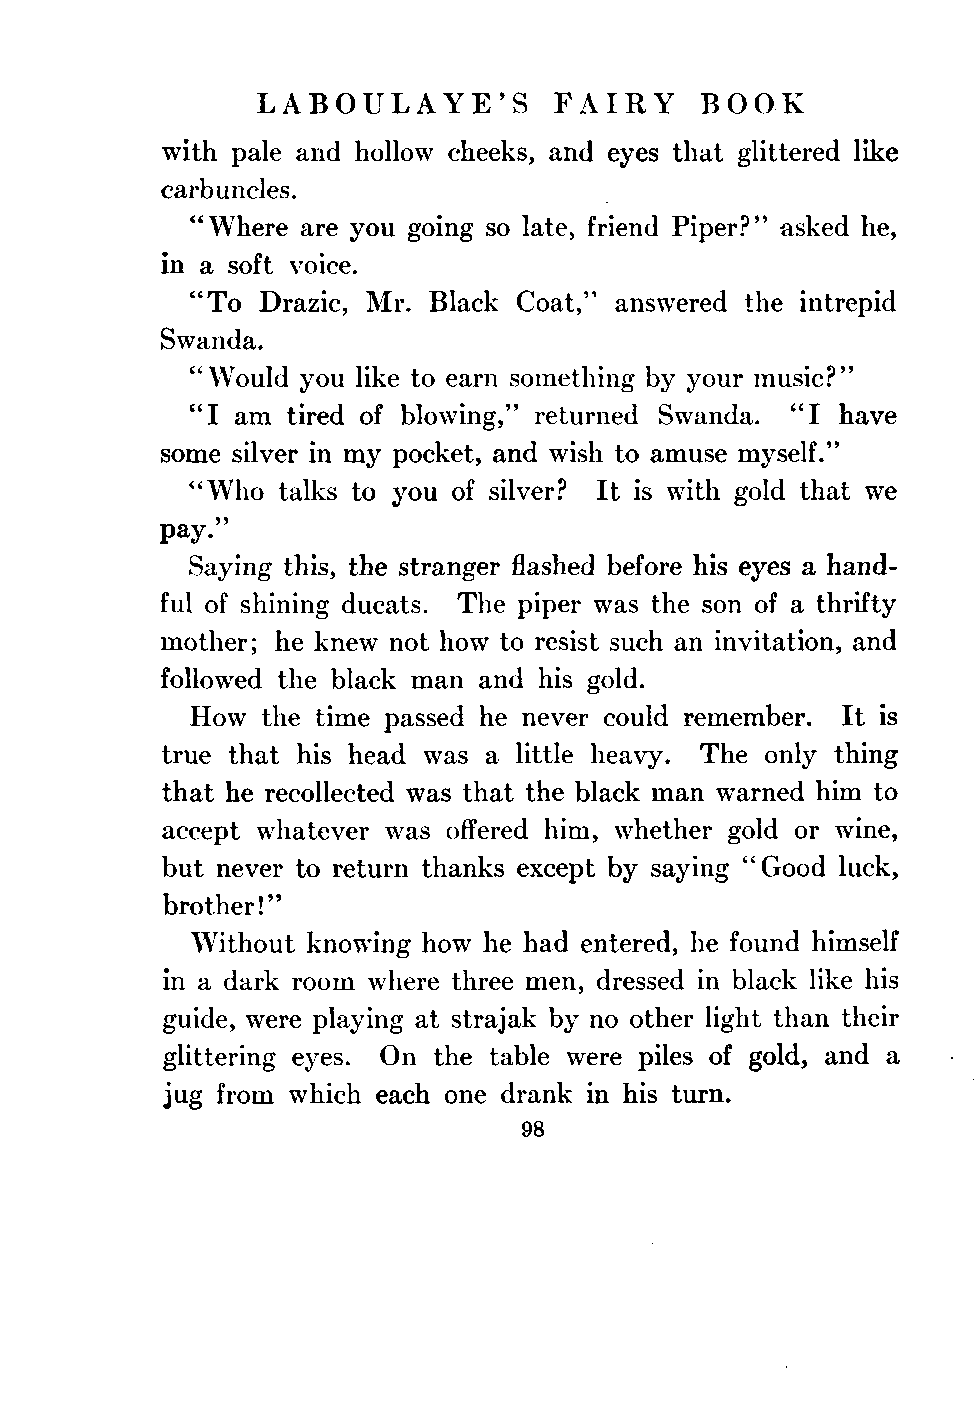 LABOULAYE'S FAIRY BOOK
with pale and hollow cheeks, and eyes that glittered like
carbuncles.
"Where are you going so late, friend Piper?" asked he,
in a soft voice.
"To Drazic, Mr. Black Coat," answered the intrepid
Swanda.
"Would you like to earn something by your music?"
"I am tired of blowing," returned Swanda. "I have
some silver in my pocket, and wish to amuse myself."
"Who talks to you of silver? It is with gold that we
pay."
Saying this, the stranger flashed before his eyes a hand-
ful of shining ducats. The piper was the son of a thrifty
mother; he knew not how to resist such an invitation, and
followed the black man and his gold.
How the time passed he never could remember. It is
true that his head was a little heavy. The only thing
that he recollected was that the black man warned him to
accept whatever was offered him, whether gold or wine,
but never to return thanks except by saying "Good luck,
brother!"
Without knowing how he had entered, he found himself
in a dark room where three men, dressed in black like his
guide, were playing at strajak by no other light than their
glittering eyes. On the table were piles of gold, and a
jug from which each one drank in his turn.
98